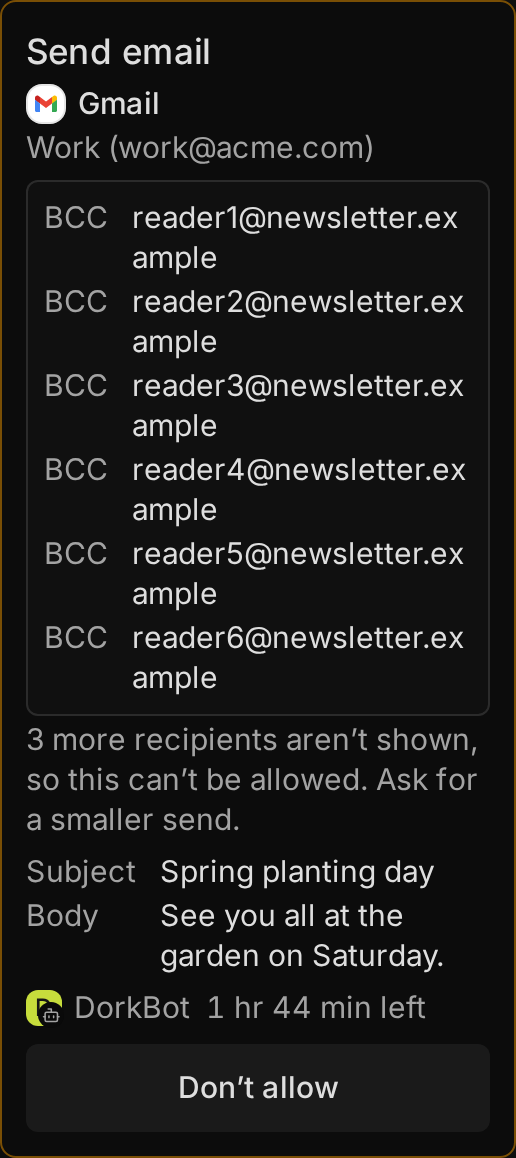 Send email
Gmail
Work (work@acme.com)
BCC reader1@newsletter.ex
ample
BCC reader2@newsletter.ex
ample
BCC reader3@newsletter.ex
ample
BCC reader4@newsletter.ex
ample
BCC reader5@newsletter.ex
ample
BCC reader6@newsletter.ex
ample
3 more recipients aren’t shown,
so this can’t be allowed. Ask for
a smaller send.
Subject Spring planting day
Body See you all at the
garden on Saturday.
DorkBot 1 hr 44 min left
Don’t allow